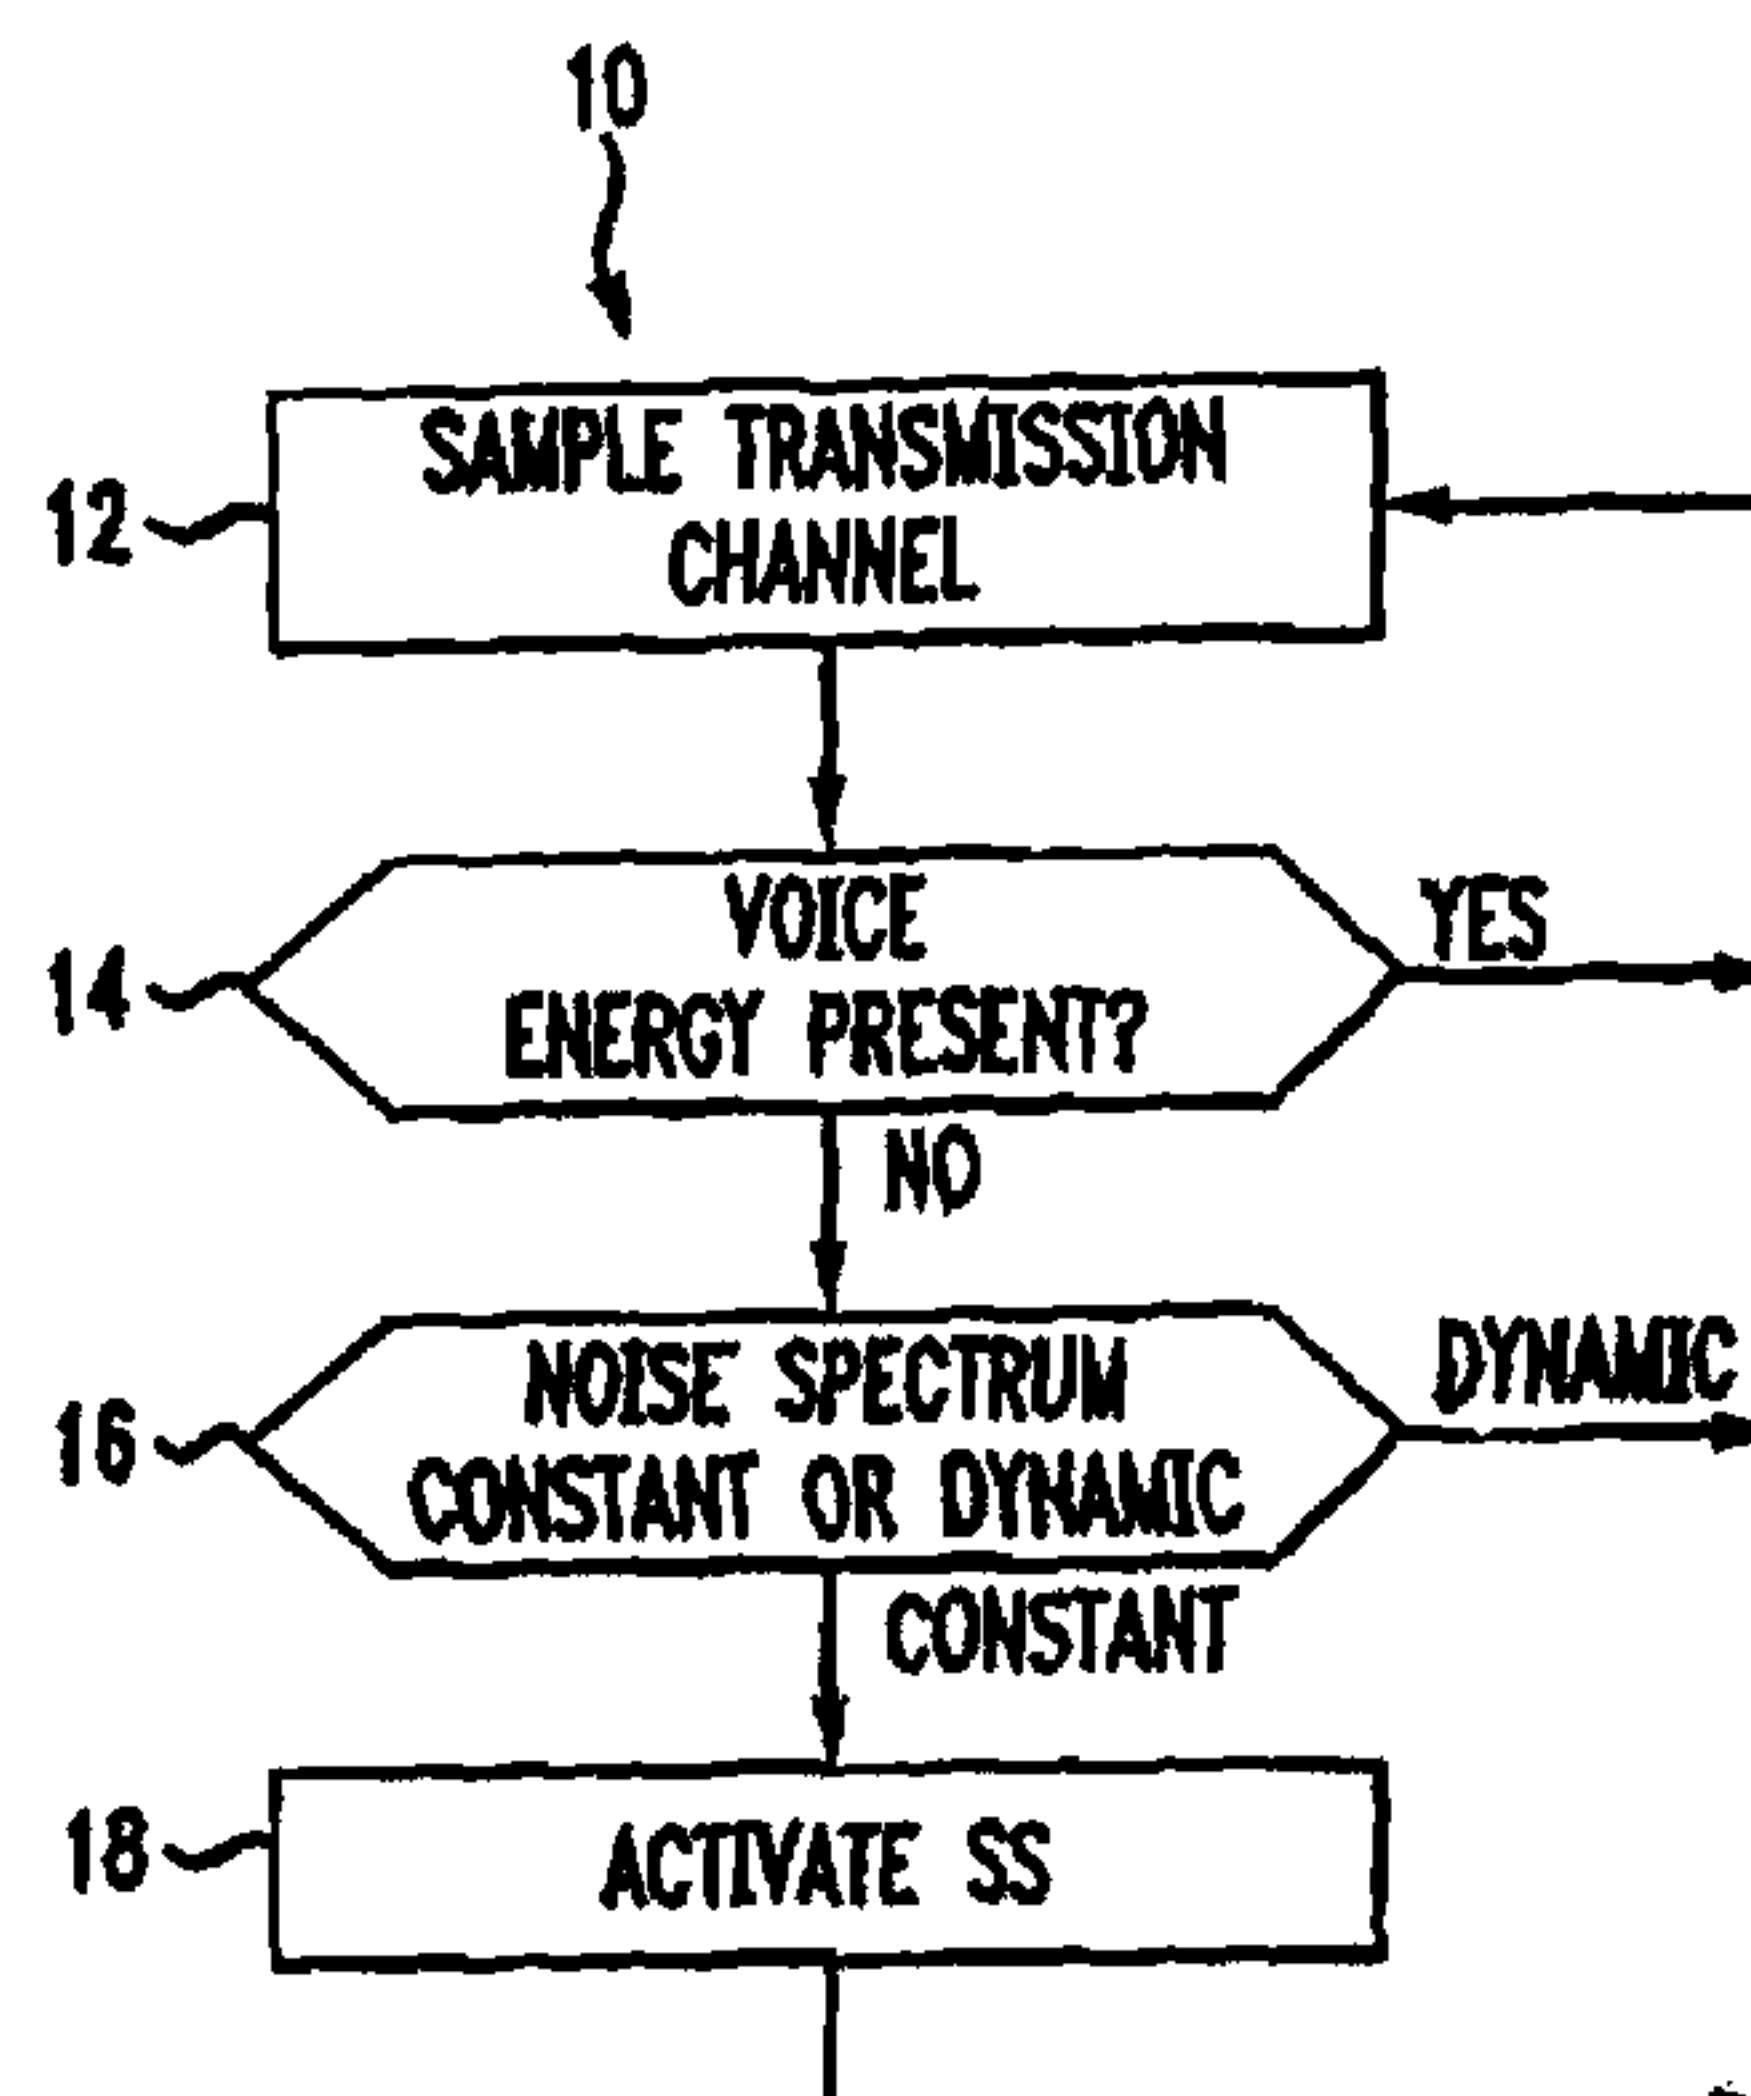 10
12
SAMPLE TRANSMISSION
CHANNEL
14
VOICE
ENERGY PRESENT?
YES
NO
16
NOISE SPECTRUM
CONSTANT OR DYNAMIC
DYNAMIC
CONSTANT
18
ACTIVATE SS